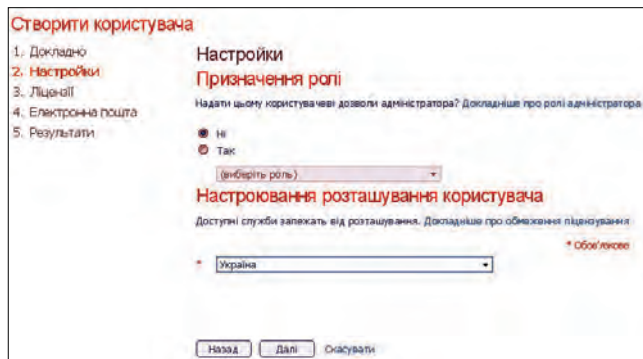 Створити користувача
1. Докладно
2. Настройки
3. Ліцензії
4. Електронна пошта
5. Результати
Настройки
Призначення ролі
Надати цьому користувачеві дозволи адміністратора? Докладніше про ролі адміністратора
Ні
Так
(виберіть роль)
Настроювання розташування користувача
Доступні служби залежать від розташування. Докладніше про обмеження ліцензування
* Обов'язково
* Україна
Назад Далі Скасувати